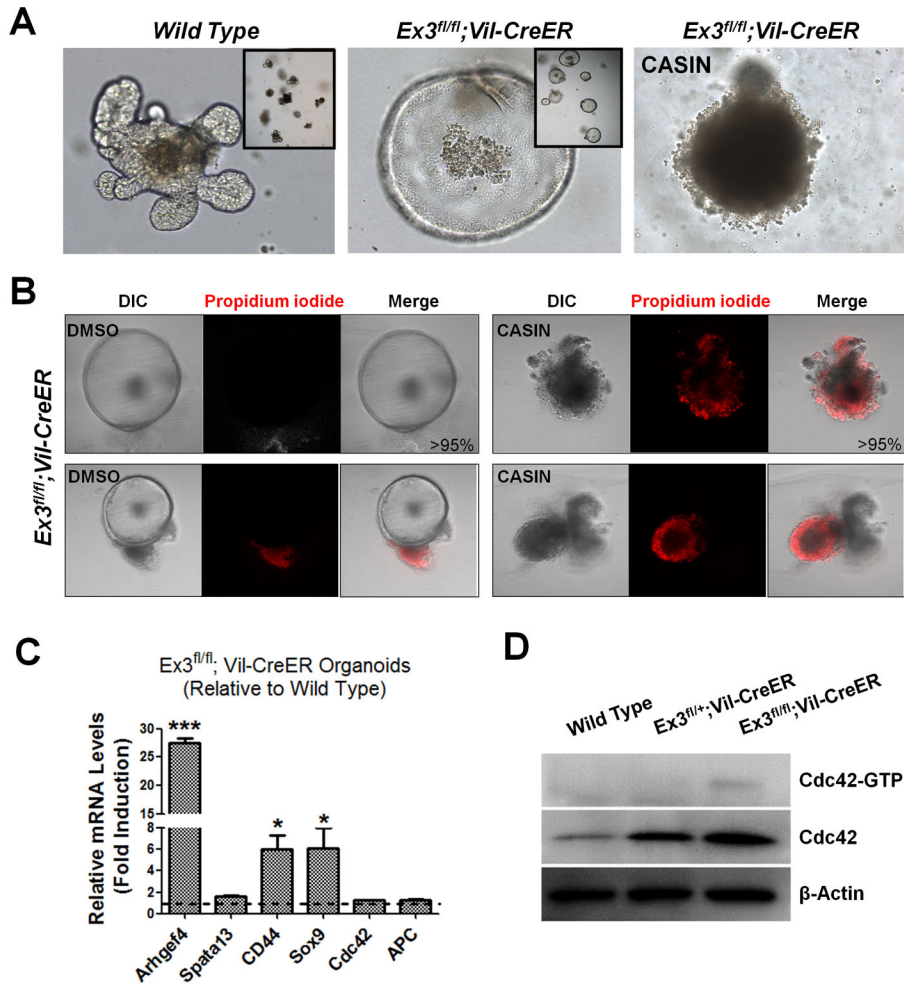 A
Wild Type
Ex3fl/fl;Vil-CreER
Ex3fl/fl;Vil-CreER
CASIN
B
DIC
Propidium iodide
Merge
DIC
Propidium iodide
Merge
Ex3fl/fl;Vil-CreER
DMSO
>95%
CASIN
>95%
DMSO
CASIN
C
Ex3fl/fl; Vil-CreER Organoids
(Relative to Wild Type)
Relative mRNA Levels
(Fold Induction)
30
25
20
15
8
6
4
2
0
***
*
*
Arhgef4
Spata13
CD44
Sox9
Cdc42
APC
D
Wild Type
Ex3fl/+;Vil-CreER
Ex3fl/fl;Vil-CreER
Cdc42-GTP
Cdc42
β-Actin